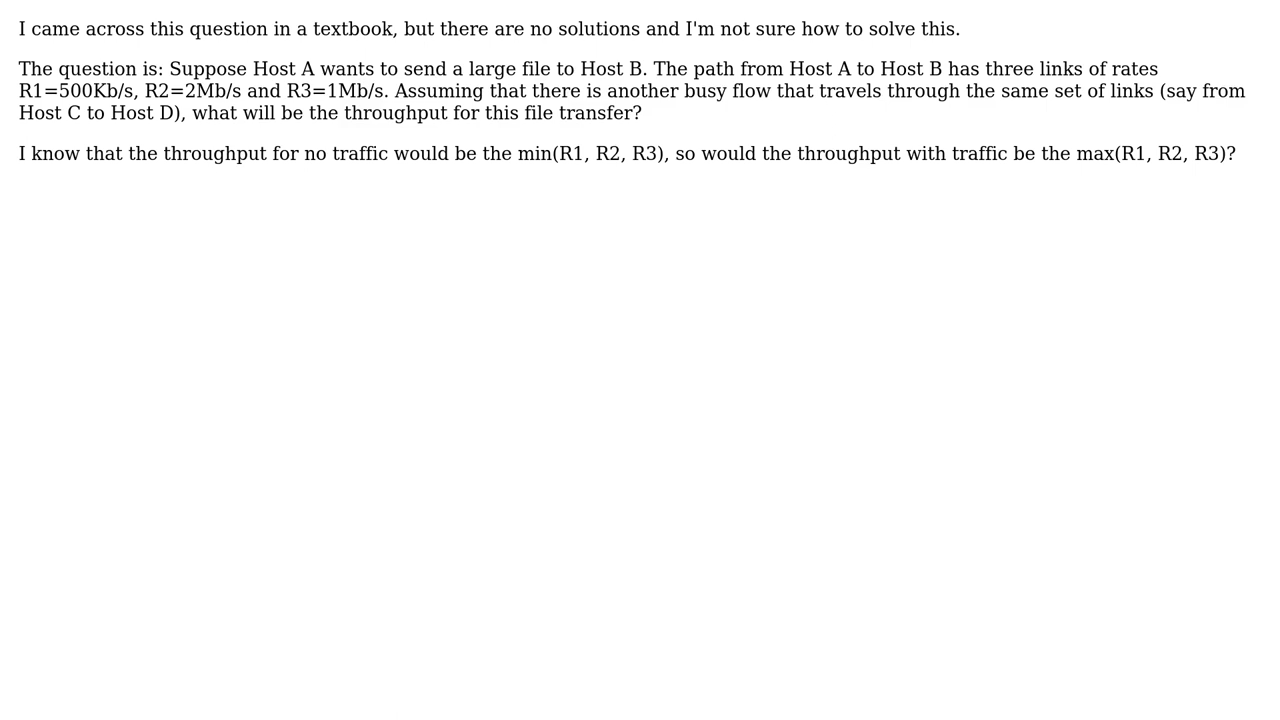 I came across this question in a textbook, but there are no solutions and I'm not sure how to solve this.
The question is: Suppose Host A wants to send a large file to Host B. The path from Host A to Host B has three links of rates
R1=500Kb/s, R2=2Mb/s and R3=1Mb/s. Assuming that there is another busy flow that travels through the same set of links (say from
Host C to Host D), what will be the throughput for this file transfer?
I know that the throughput for no traffic would be the min(R1, R2, R3), so would the throughput with traffic be the max(R1, R2, R3)?